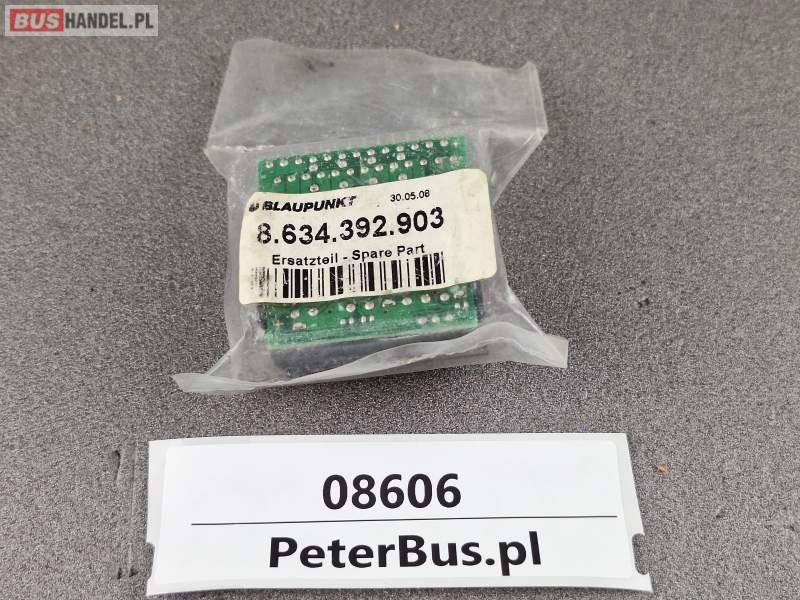 BUSHANDEL.PL
BLAUPUNKT 30.05.08
8.634.392.903
Ersatzteil - Spare Part
08606
PeterBus.pl